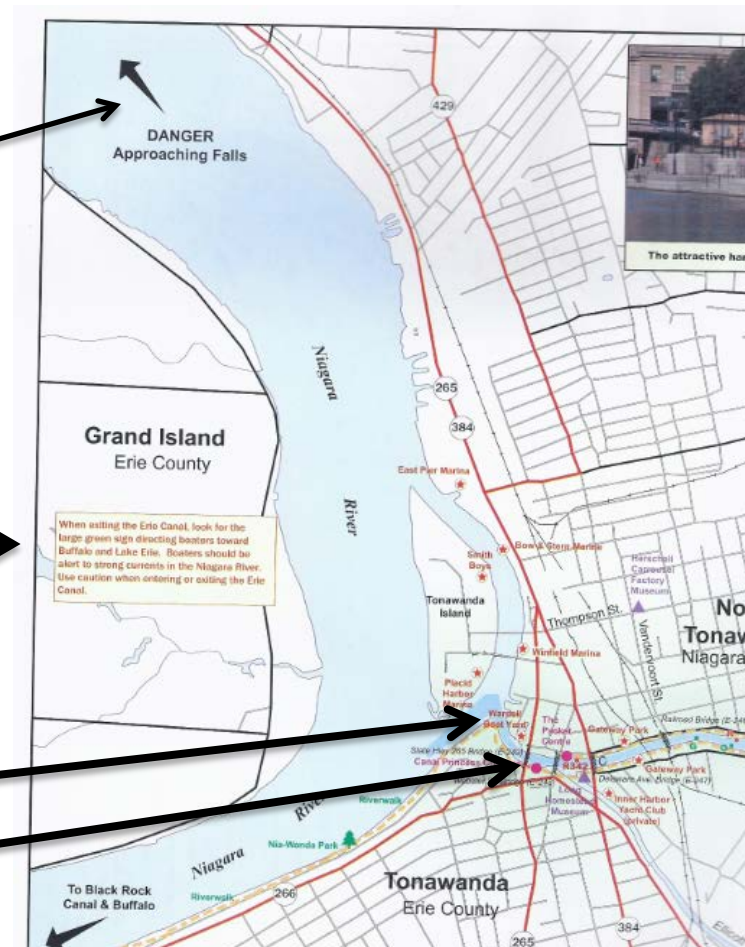 429
DANGER
Approaching Falls
The attractive har
Niagara
265
384
Grand Island
Erie County
East Pier Marina
River
When exiting the Erie Canal, look for the
large green sign directing boaters toward
Buffalo and Lake Erie. Boaters should be
alert to strong currents in the Niagara River.
Use caution when entering or exiting the Erie
Canal.
Bow & Stern Marine
Smith
Boys
Herschell
Carrousel
Factory
Museum
Tonawanda
Island
Thompson St.
No
Tonaw
Niagara
Vandervoort St.
Winfield Marina
Placid
Harbor
Marina
Wardell
Boat Yard
The
Packet
Centre
Gateway Park
Railroad Bridge
State Hwy 265 Bridge
Canal Princess
Gateway Park
Delaware Ave. Bridge (E-247)
Long
Homestead
Museum
Inner Harbor
Yacht Club
(private)
Riverwalk
River
Nia-Wanda Park
Niagara
Riverwalk
266
To Black Rock
Canal & Buffalo
Tonawanda
Erie County
265
384